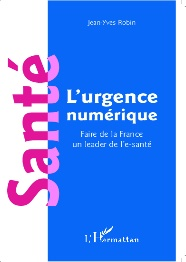 Jean-Yves Robin
Santé
L'urgence
numérique
Faire de la France
un leader de l'e-santé
L'Harmattan